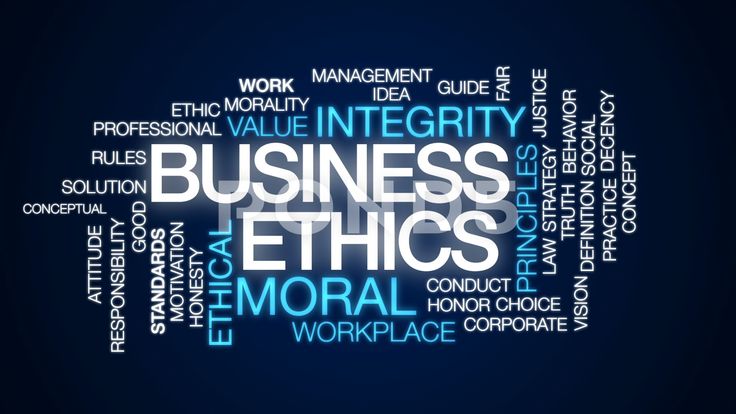 WORK
MANAGEMENT
IDEA
GUIDE
FAIR
ETHIC
MORALITY
PROFESSIONAL
VALUE
INTEGRITY
JUSTICE
RULES
BUSINESS
ETHICS
SOLUTION
CONCEPTUAL
POND5
ATTITUDE
RESPONSIBILITY
GOOD
STANDARDS
MOTIVATION
HONESTY
ETHICAL
MORAL
WORKPLACE
CONDUCT
HONOR
CHOICE
CORPORATE
PRINCIPLES
LAW
STRATEGY
TRUTH
BEHAVIOR
DEFINITION
SOCIAL
VISION
PRACTICE
DECENCY
CONCEPT